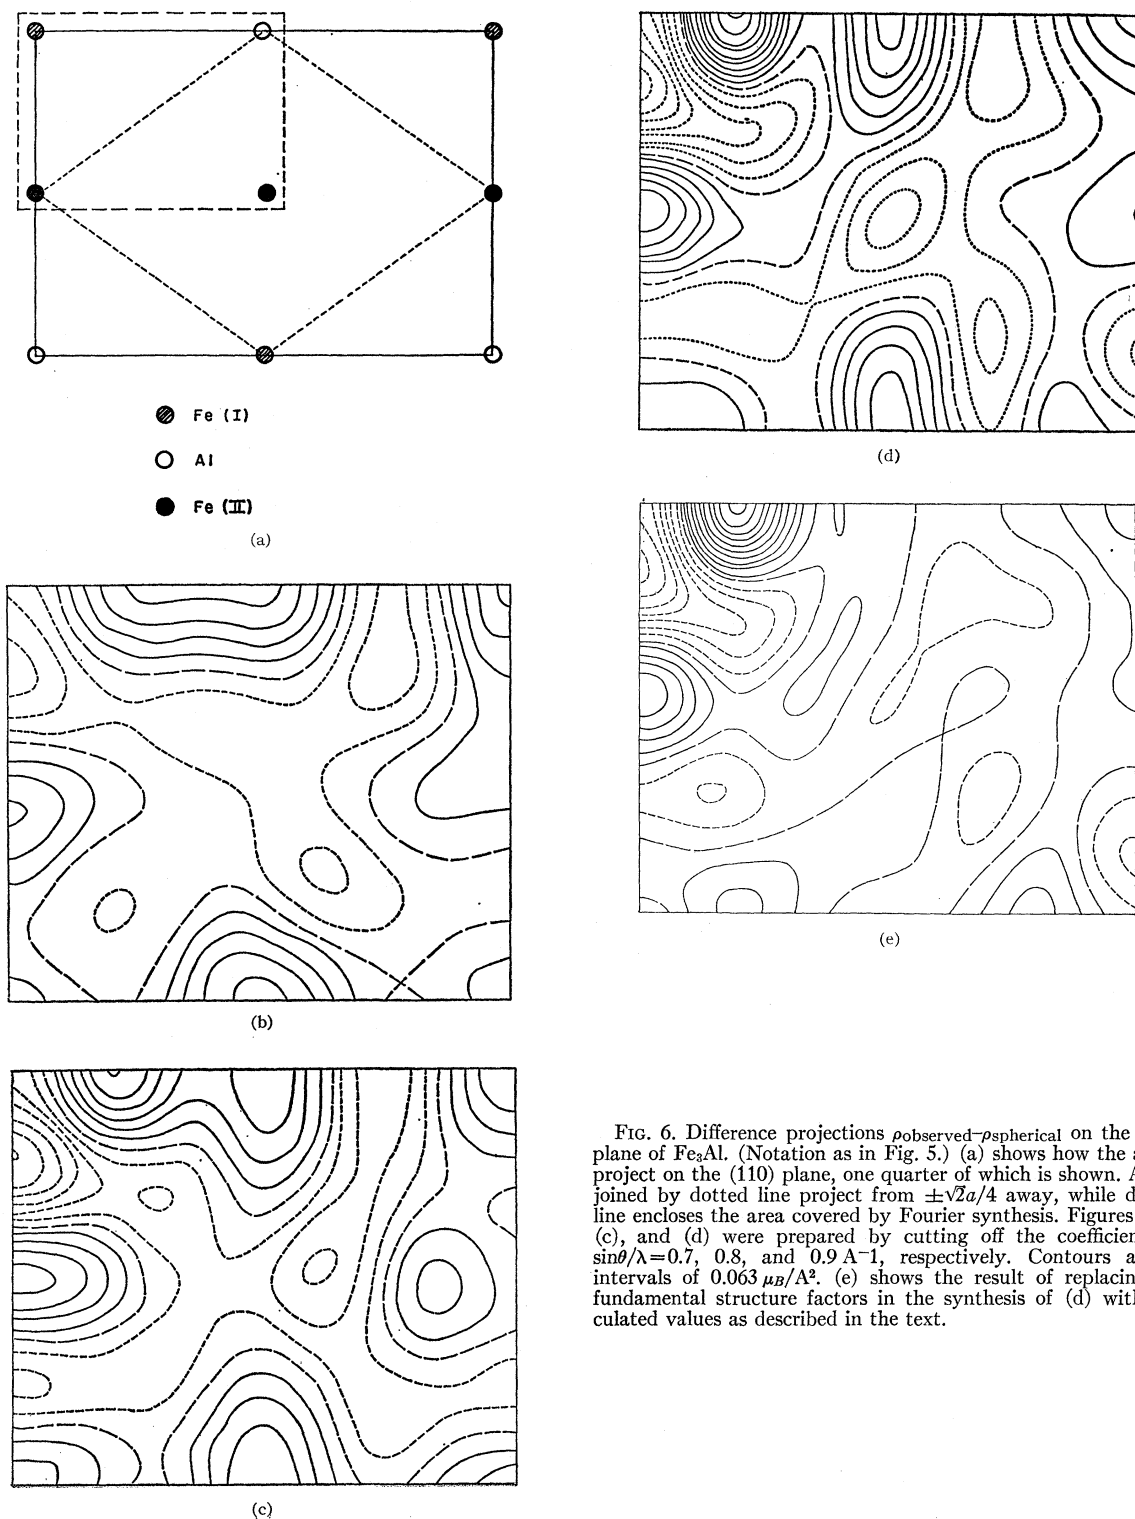 Fe (I)
Al
Fe (II)
(a)
(b)
(c)
(d)
(e)
FIG. 6. Difference projections ρobserved−ρspherical on the
plane of Fe₃Al. (Notation as in Fig. 5.) (a) shows how the a
project on the (110) plane, one quarter of which is shown. A
joined by dotted line project from ±√2a/4 away, while d
line encloses the area covered by Fourier synthesis. Figures
(c), and (d) were prepared by cutting off the coefficien
sinθ/λ=0.7, 0.8, and 0.9 A−1, respectively. Contours a
intervals of 0.063 μB/A². (e) shows the result of replacin
fundamental structure factors in the synthesis of (d) with
culated values as described in the text.